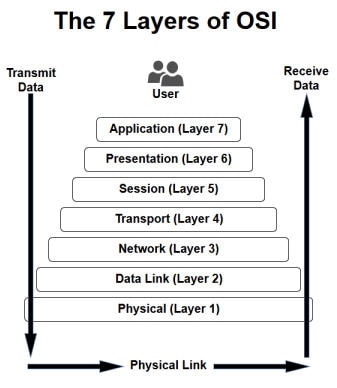 The 7 Layers of OSI
Transmit
Data
User
Receive
Data
Application (Layer 7)
Presentation (Layer 6)
Session (Layer 5)
Transport (Layer 4)
Network (Layer 3)
Data Link (Layer 2)
Physical (Layer 1)
Physical Link